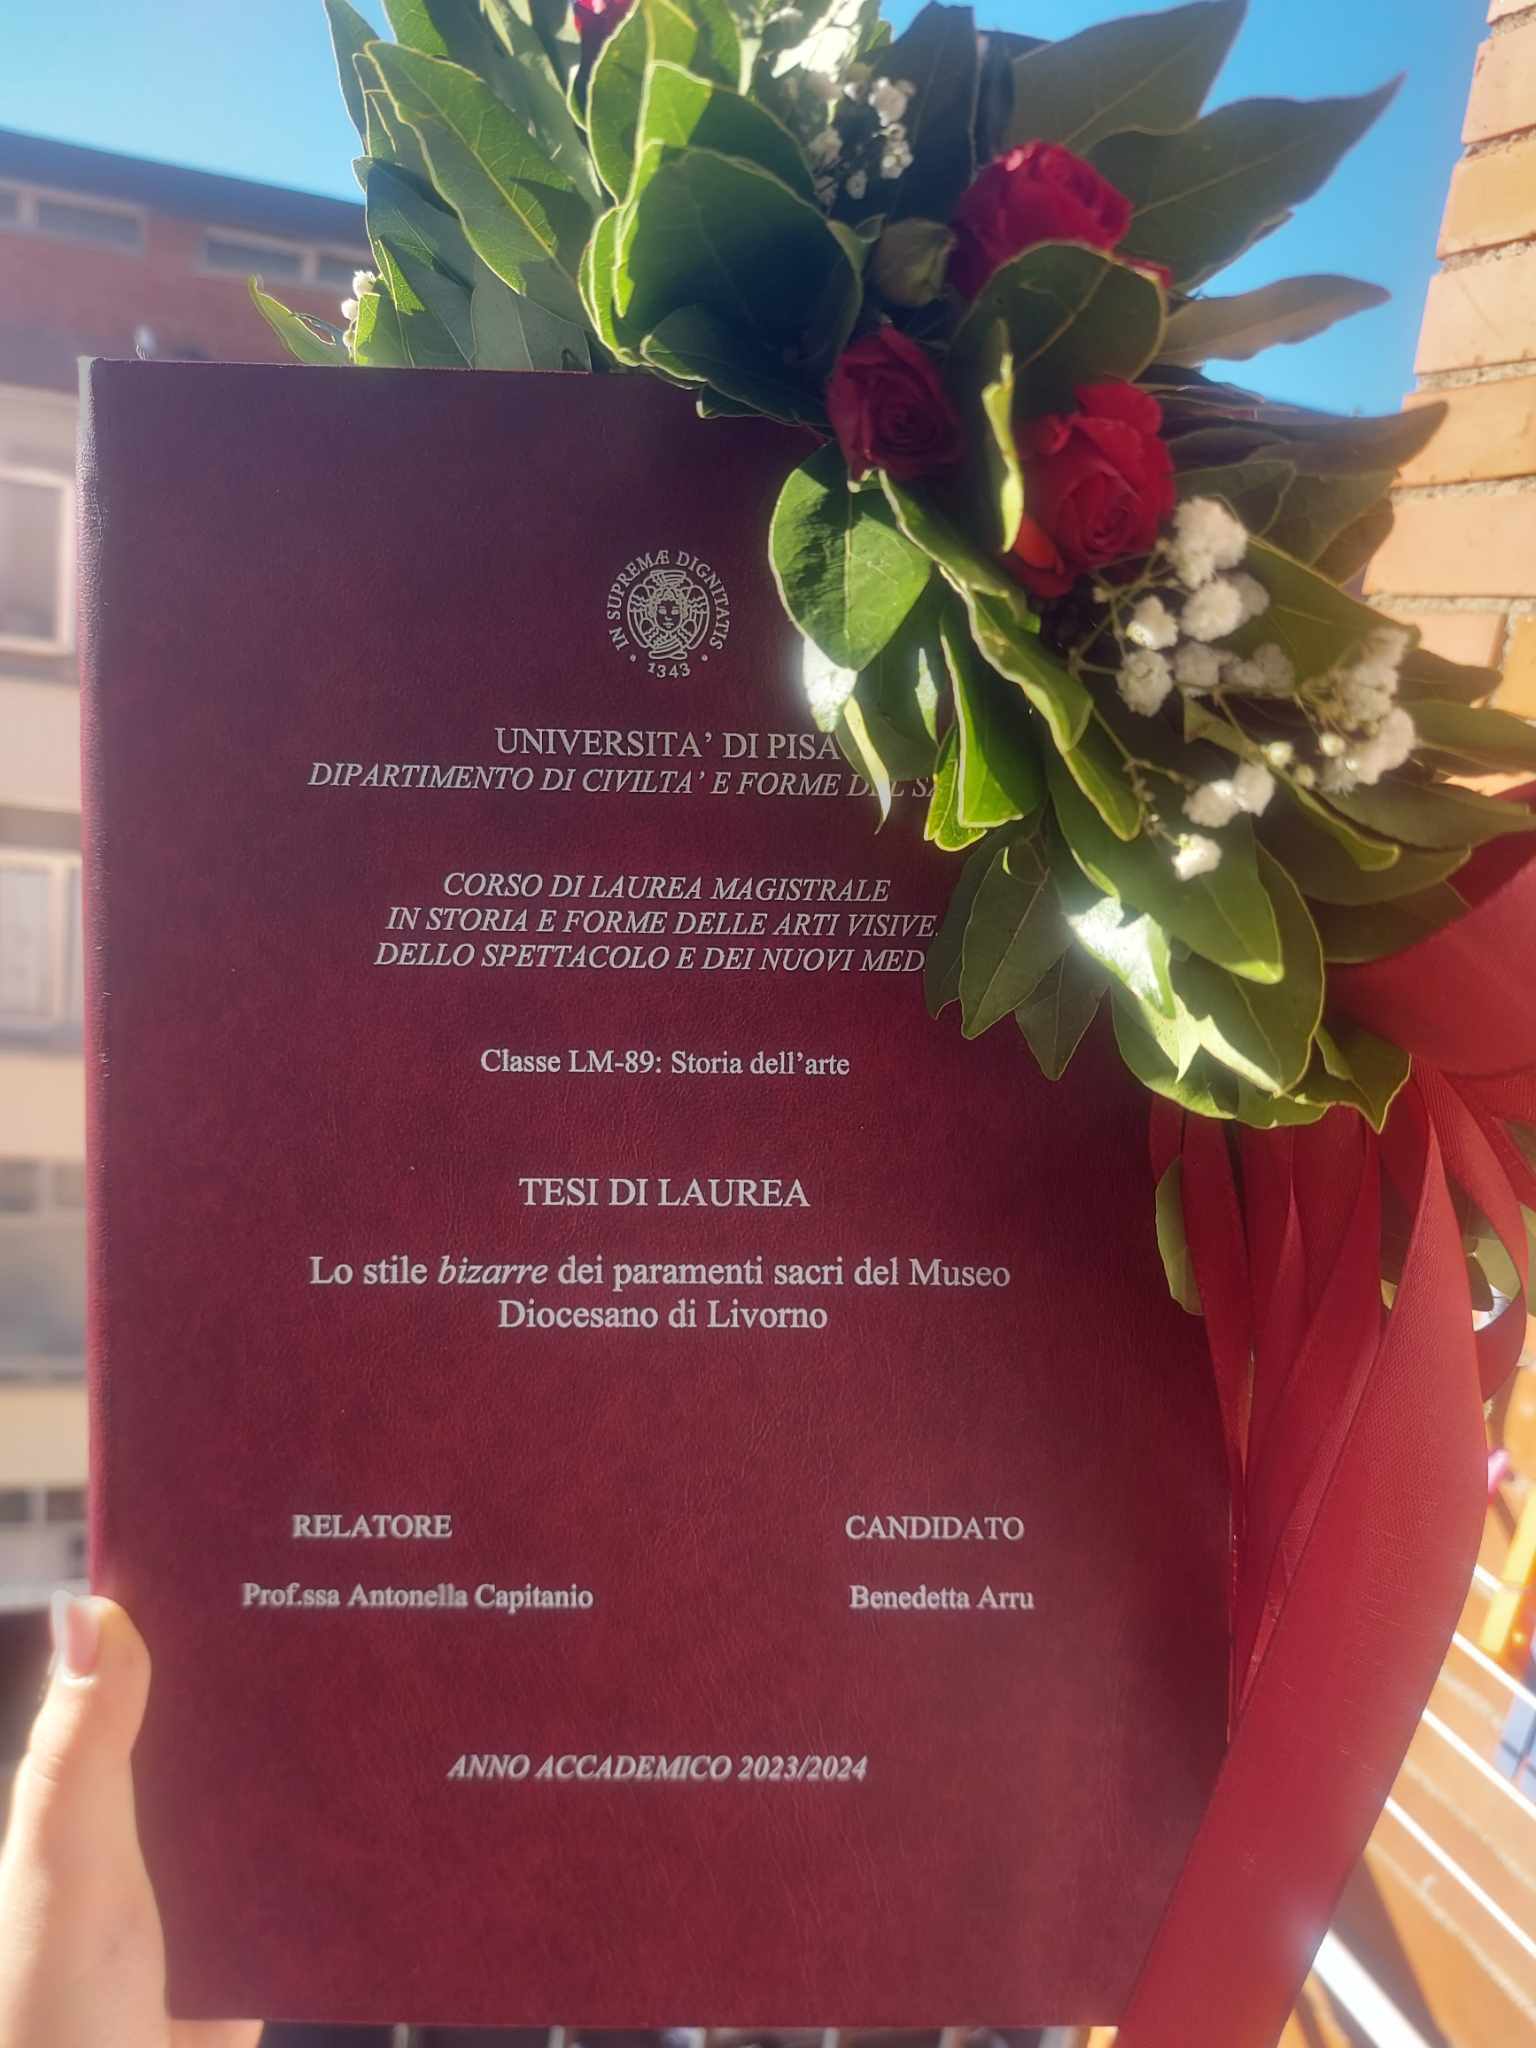 IN SUPREMÆ DIGNITATIS
• 1343 •
UNIVERSITA' DI PISA
DIPARTIMENTO DI CIVILTA' E FORME DEL
CORSO DI LAUREA MAGISTRALE
IN STORIA E FORME DELLE ARTI VISIVE,
DELLO SPETTACOLO E DEI NUOVI
Classe LM-89: Storia dell'arte
TESI DI LAUREA
Lo stile bizarre dei paramenti sacri del Museo
Diocesano di Livorno
RELATORE
CANDIDATO
Prof.ssa Antonella Capitanio
Benedetta Arru
ANNO ACCADEMICO 2023/2024